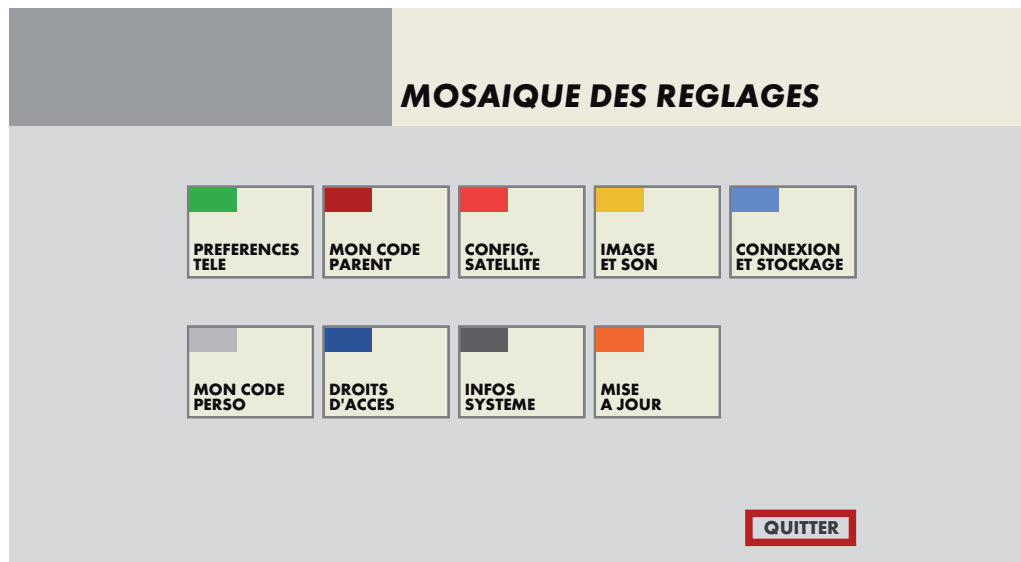 MOSAIQUE DES REGLAGES
PREFERENCES
TELE
MON CODE
PARENT
CONFIG.
SATELLITE
IMAGE
ET SON
CONNEXION
ET STOCKAGE
MON CODE
PERSO
DROITS
D'ACCES
INFOS
SYSTEME
MISE
A JOUR
QUITTER